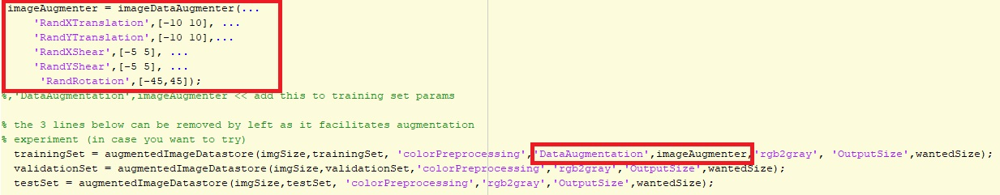 imageAugmenter = imageDataAugmenter(...
'RandXTranslation',[-10 10], ...
'RandYTranslation',[-10 10],...
'RandXShear',[-5 5], ...
'RandYShear',[-5 5], ...
'RandRotation',[-45,45]);
%,'DataAugmentation',imageAugmenter << add this to training set params
% the 3 lines below can be removed by left as it facilitates augmentation
% experiment (in case you want to try)
trainingSet = augmentedImageDatastore(imgSize,trainingSet, 'colorPreprocessing','DataAugmentation',imageAugmenter,'rgb2gray', 'OutputSize',wantedSize);
validationSet = augmentedImageDatastore(imgSize,validationSet,'colorPreprocessing','rgb2gray','OutputSize',wantedSize);
testSet = augmentedImageDatastore(imgSize,testSet, 'colorPreprocessing','rgb2gray','OutputSize',wantedSize);